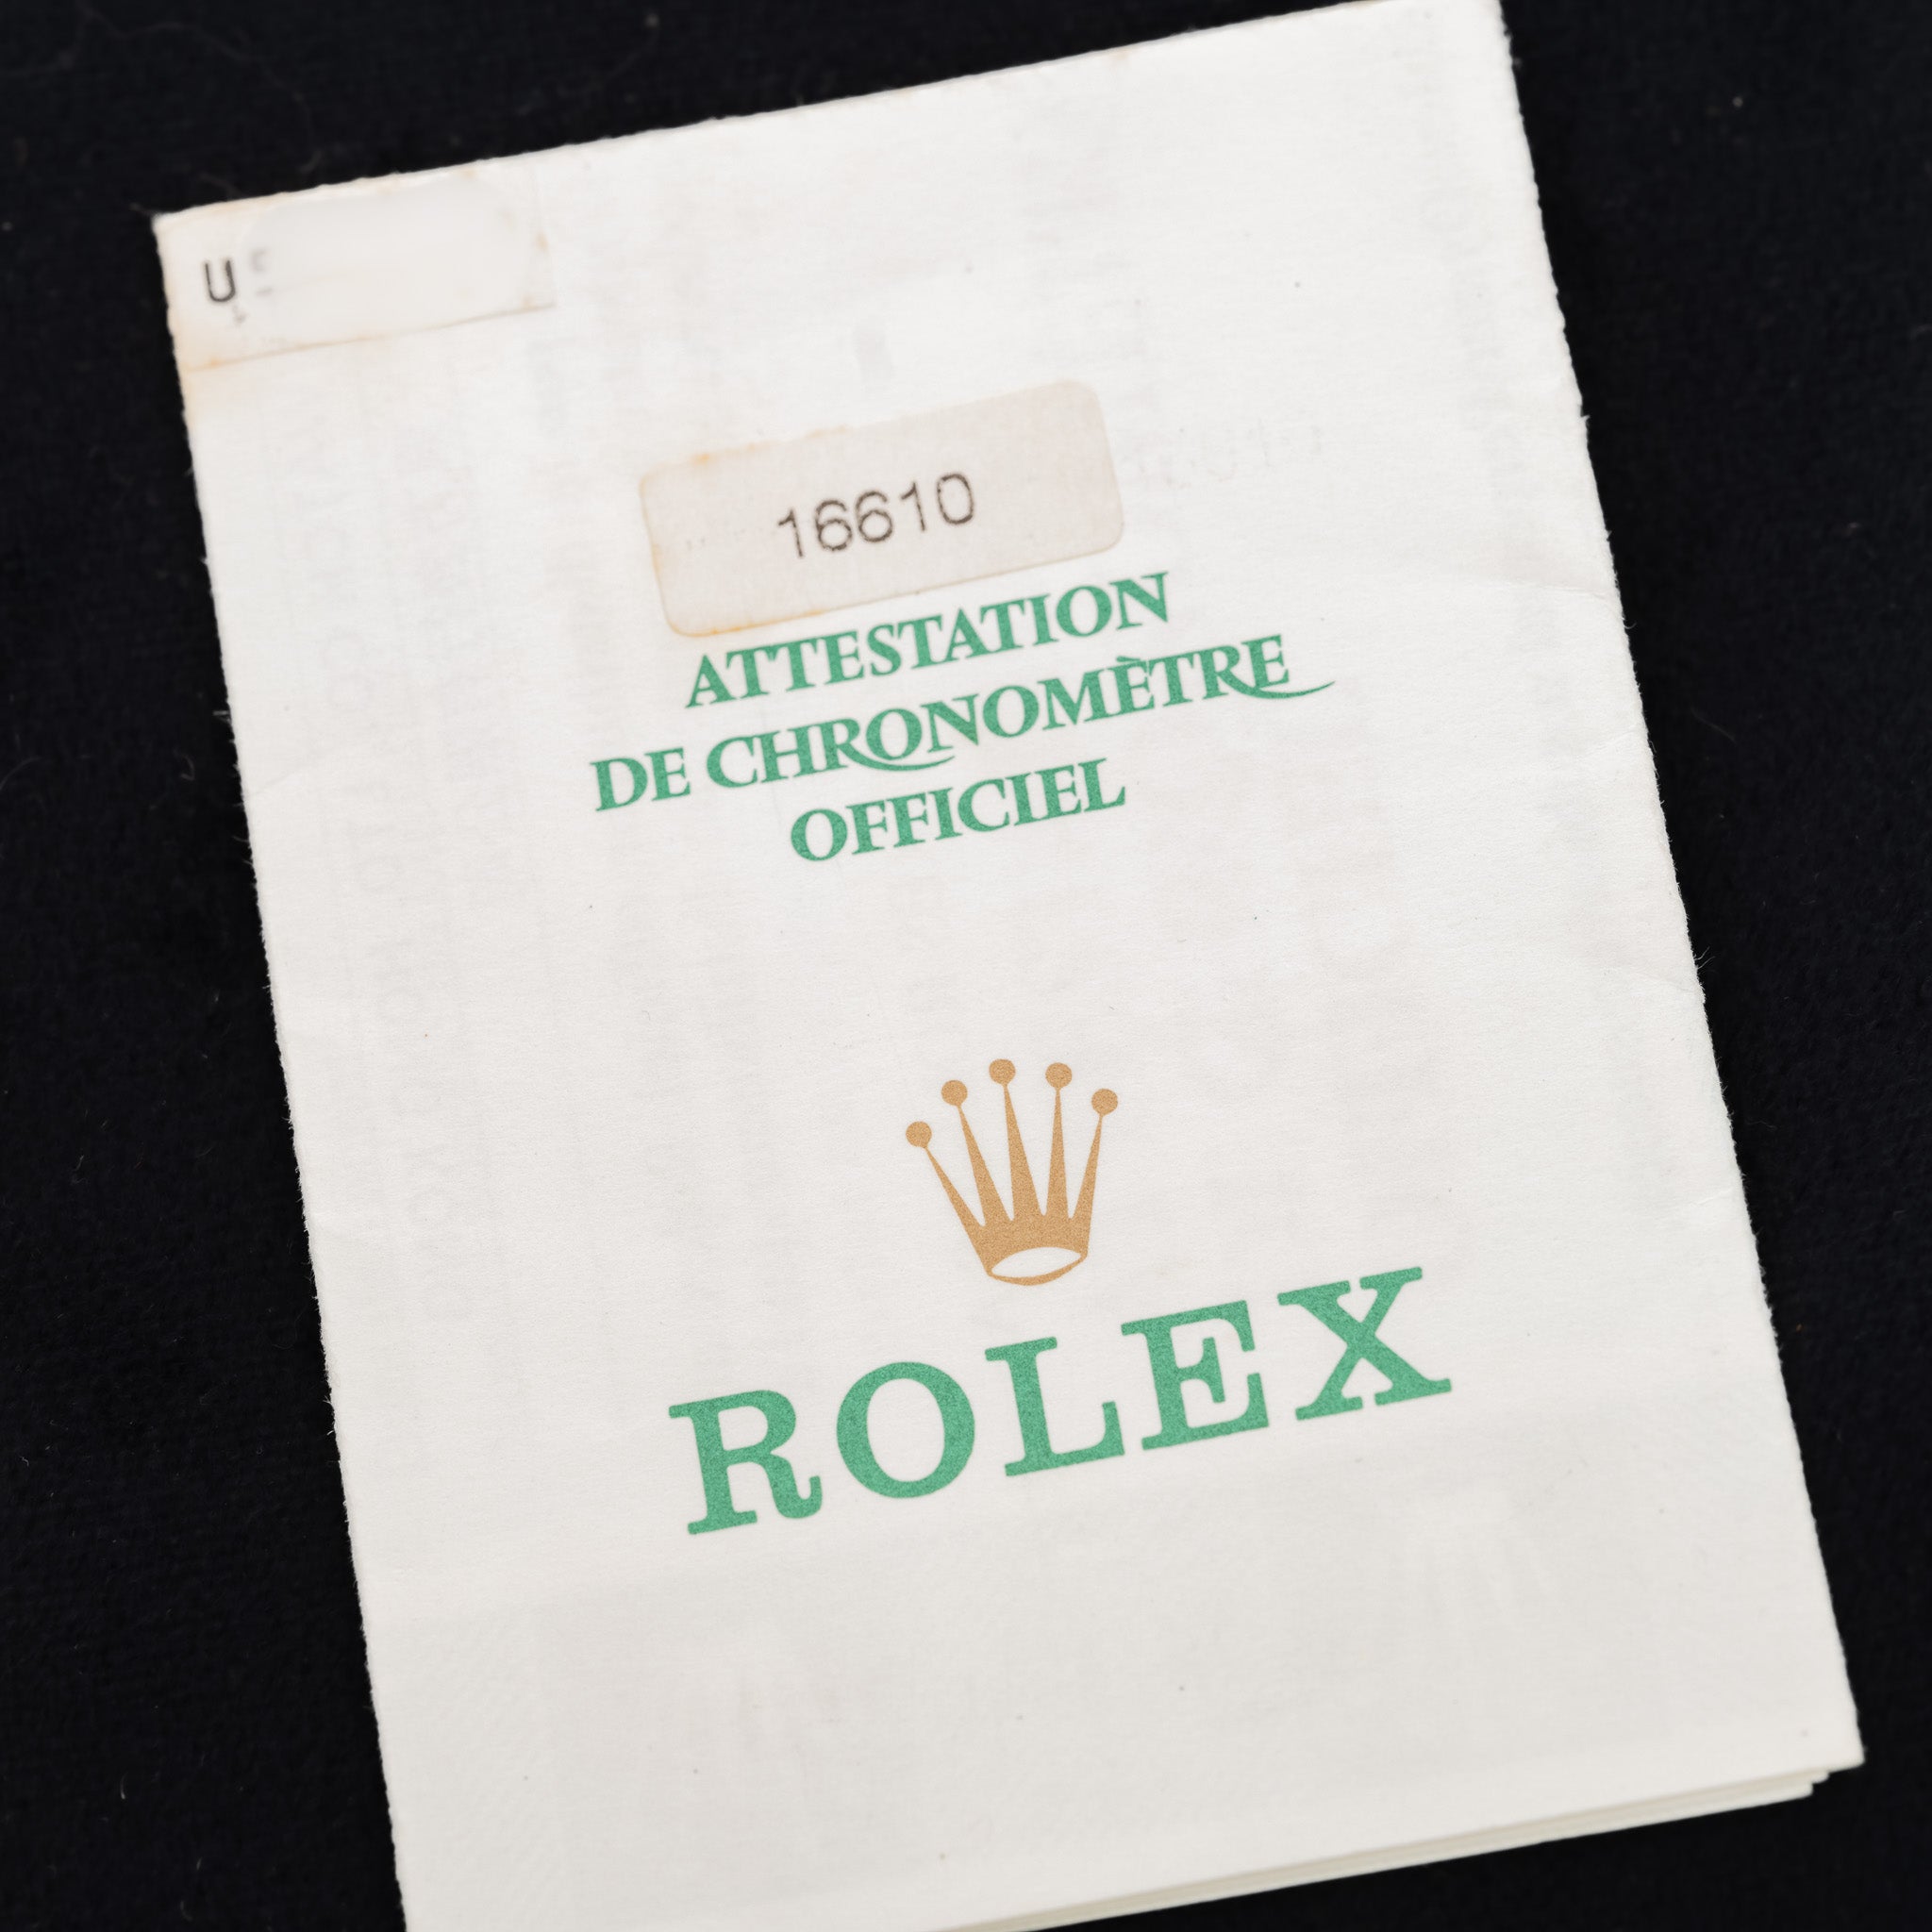 U
16610
ATTESTATION
DE CHRONOMÈTRE
OFFICIEL
ROLEX